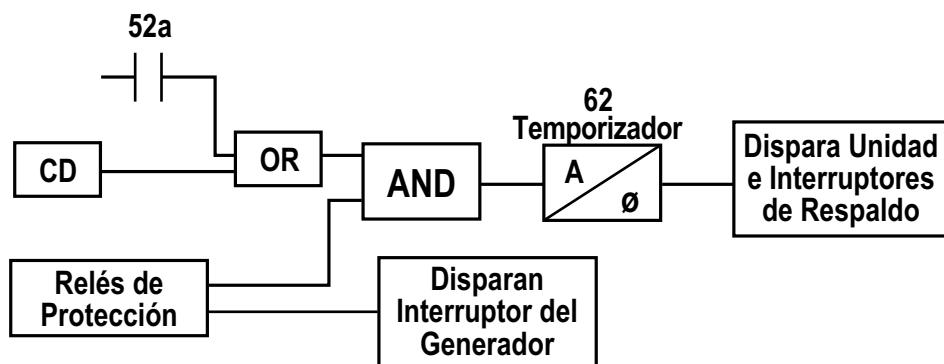 52a
CD
OR
AND
62
Temporizador
A
ø
Dispara Unidad
e Interruptores
de Respaldo
Relés de
Protección
Disparan
Interruptor del
Generador